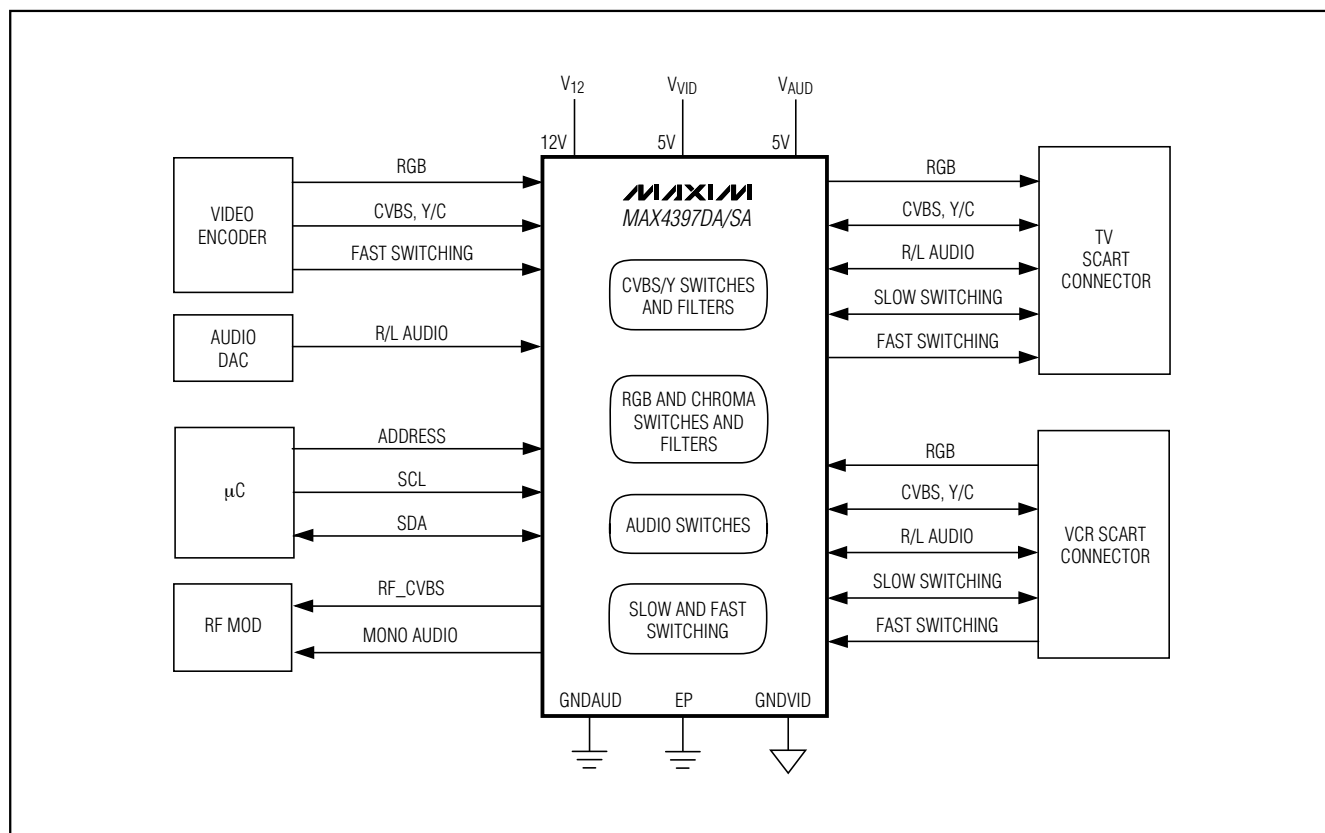 V12
VVID
VAUD
12V
5V
5V
VIDEO
ENCODER
RGB
CVBS, Y/C
FAST SWITCHING
AUDIO
DAC
R/L AUDIO
μC
ADDRESS
SCL
SDA
RF MOD
RF_CVBS
MONO AUDIO
MAXIM
MAX4397DA/SA
CVBS/Y SWITCHES
AND FILTERS
RGB AND CHROMA
SWITCHES AND
FILTERS
AUDIO SWITCHES
SLOW AND FAST
SWITCHING
GNDAUD
EP
GNDVID
RGB
CVBS, Y/C
R/L AUDIO
SLOW SWITCHING
FAST SWITCHING
TV
SCART
CONNECTOR
RGB
CVBS, Y/C
R/L AUDIO
SLOW SWITCHING
FAST SWITCHING
VCR SCART
CONNECTOR